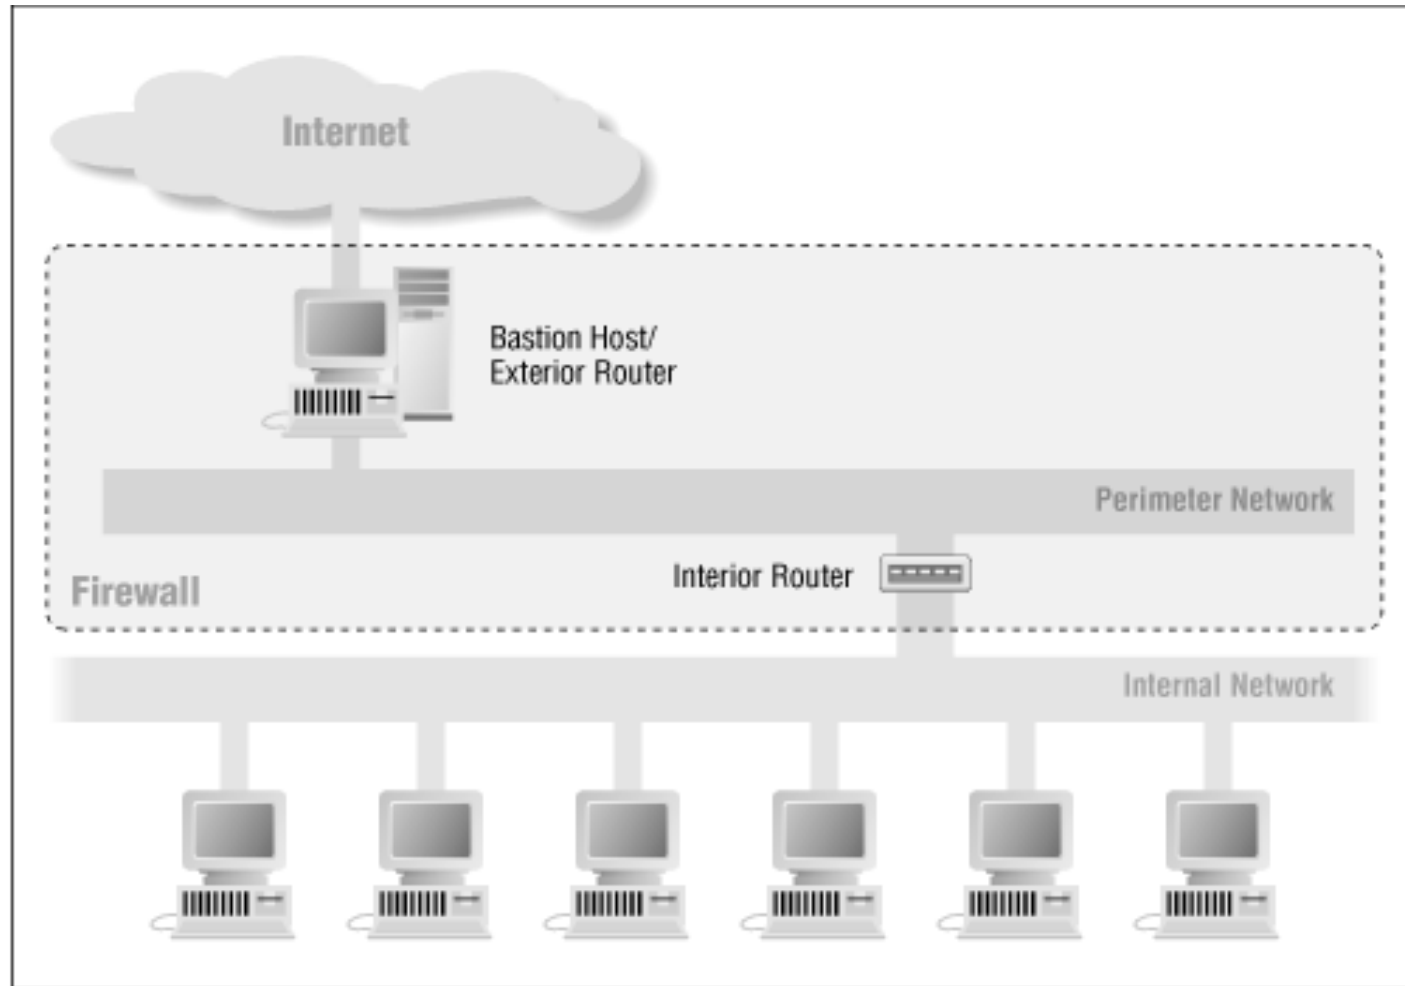 Internet
Bastion Host/
Exterior Router
Perimeter Network
Interior Router
Firewall
Internal Network